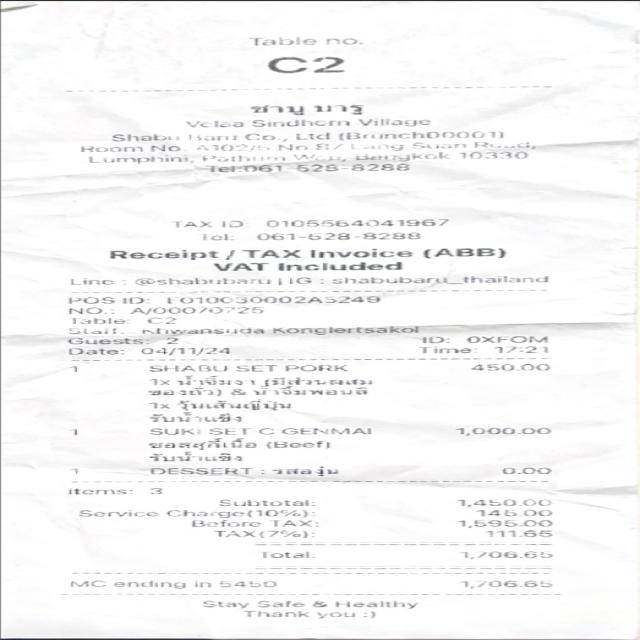 Table no.
C2
ชาบู บารุ
Velaa Sindhorn Village
Shabu Baru Co., Ltd (Branch00001)
Room No. A102/5 No.87 Lang Suan Road,
Lumphini, Pathum Wan, Bangkok 10330
Tel:061-528-8288
TAX ID: 0105564041967
Tel: 061-528-8288
Receipt / TAX Invoice (ABB)
VAT Included
Line : @shabubaru | IG : shabubaru_thailand
POS ID: E010030002A5249
NO.: A/00070725
Table: C2
Staff: Khwansuda Konglertsakol
Guests: 2 ID: 0XFOM
Date: 04/11/24 Time: 17:21
1 SHABU SET PORK 450.00
1x น้ำจิ้มงา (มีส่วนผสม
ของถั่ว) & น้ำจิ้มพอนสึ
1x วุ้นเส้นญี่ปุ่น
รับน้ำแข็ง
1 SUKI SET C GENMAI 1,000.00
ซอสสุกี้เนื้อ (Beef)
รับน้ำแข็ง
1 DESSERT : รสองุ่น 0.00
items: 3
Subtotal: 1,450.00
Service Charge(10%): 145.00
Before TAX: 1,595.00
TAX(7%): 111.65
Total: 1,706.65
MC ending in 5450 1,706.65
Stay Safe & Healthy
Thank you :)